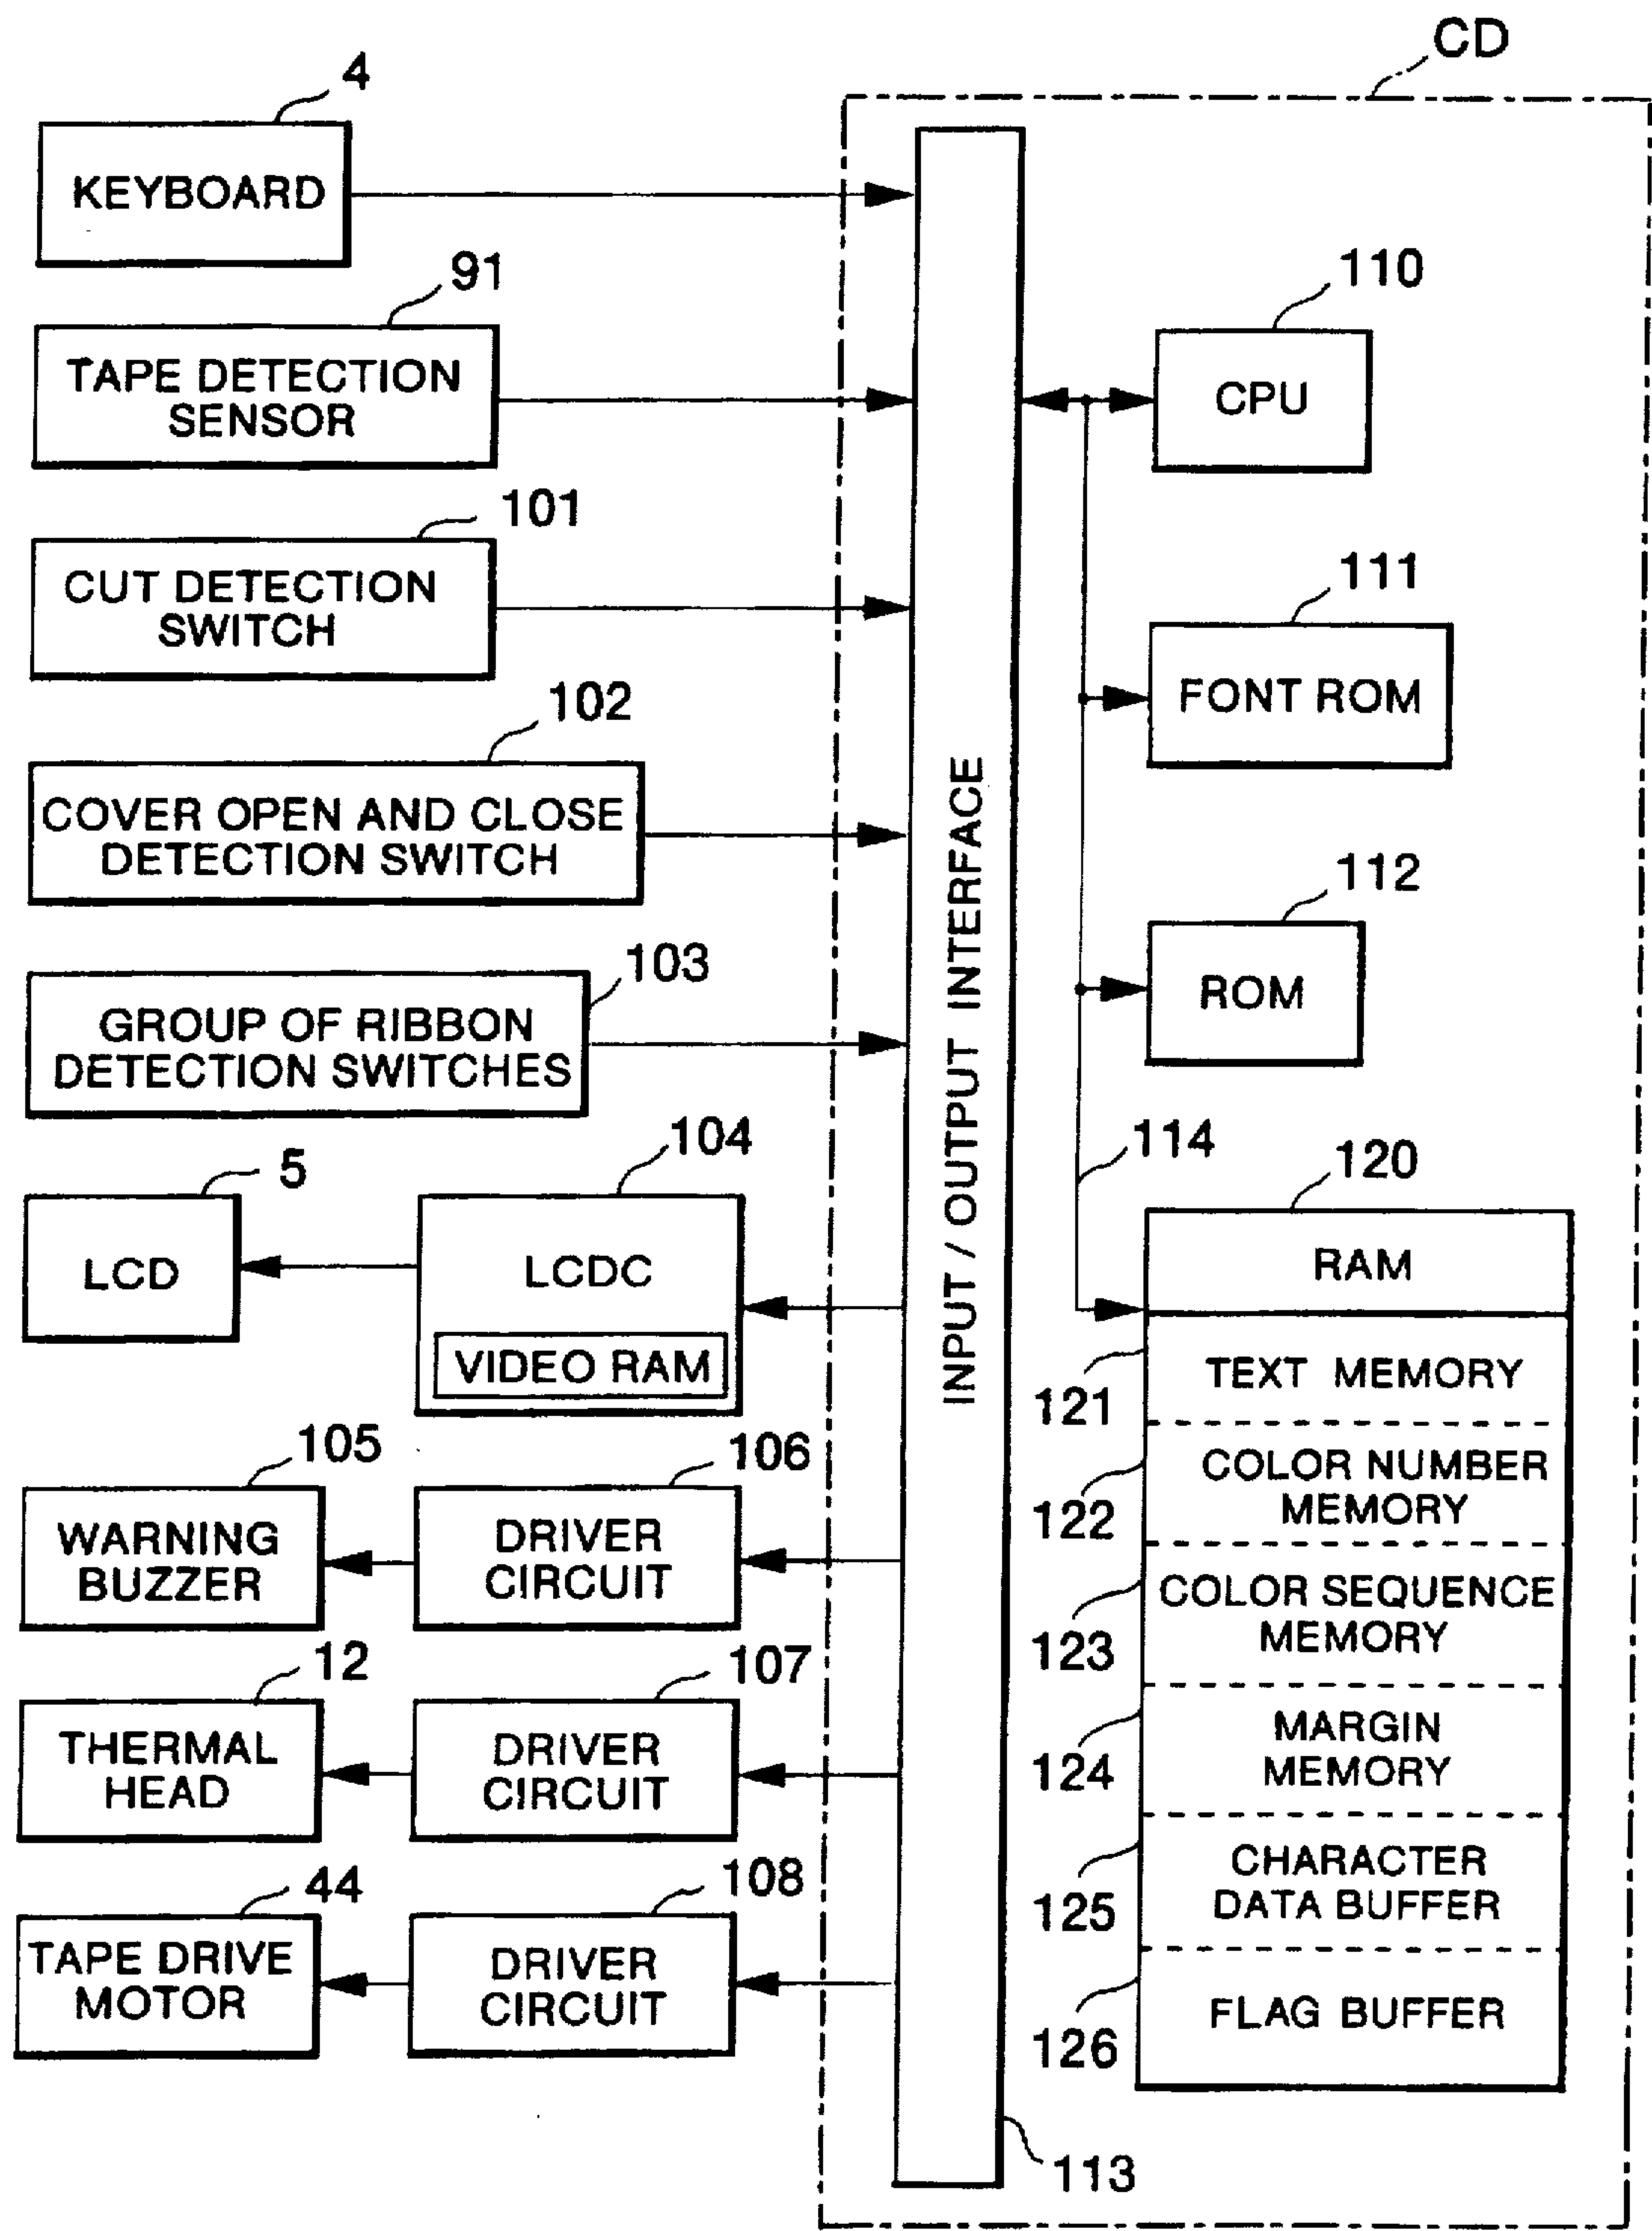 CD
4
KEYBOARD
91
TAPE DETECTION
SENSOR
101
CUT DETECTION
SWITCH
102
COVER OPEN AND CLOSE
DETECTION SWITCH
103
GROUP OF RIBBON
DETECTION SWITCHES
5
LCD
104
LCDC
VIDEO RAM
105
WARNING
BUZZER
106
DRIVER
CIRCUIT
12
THERMAL
HEAD
107
DRIVER
CIRCUIT
44
TAPE DRIVE
MOTOR
108
DRIVER
CIRCUIT
INPUT / OUTPUT INTERFACE
113
110
CPU
111
FONT ROM
112
ROM
114
120
RAM
121
TEXT MEMORY
122
COLOR NUMBER
MEMORY
123
COLOR SEQUENCE
MEMORY
124
MARGIN
MEMORY
125
CHARACTER
DATA BUFFER
126
FLAG BUFFER